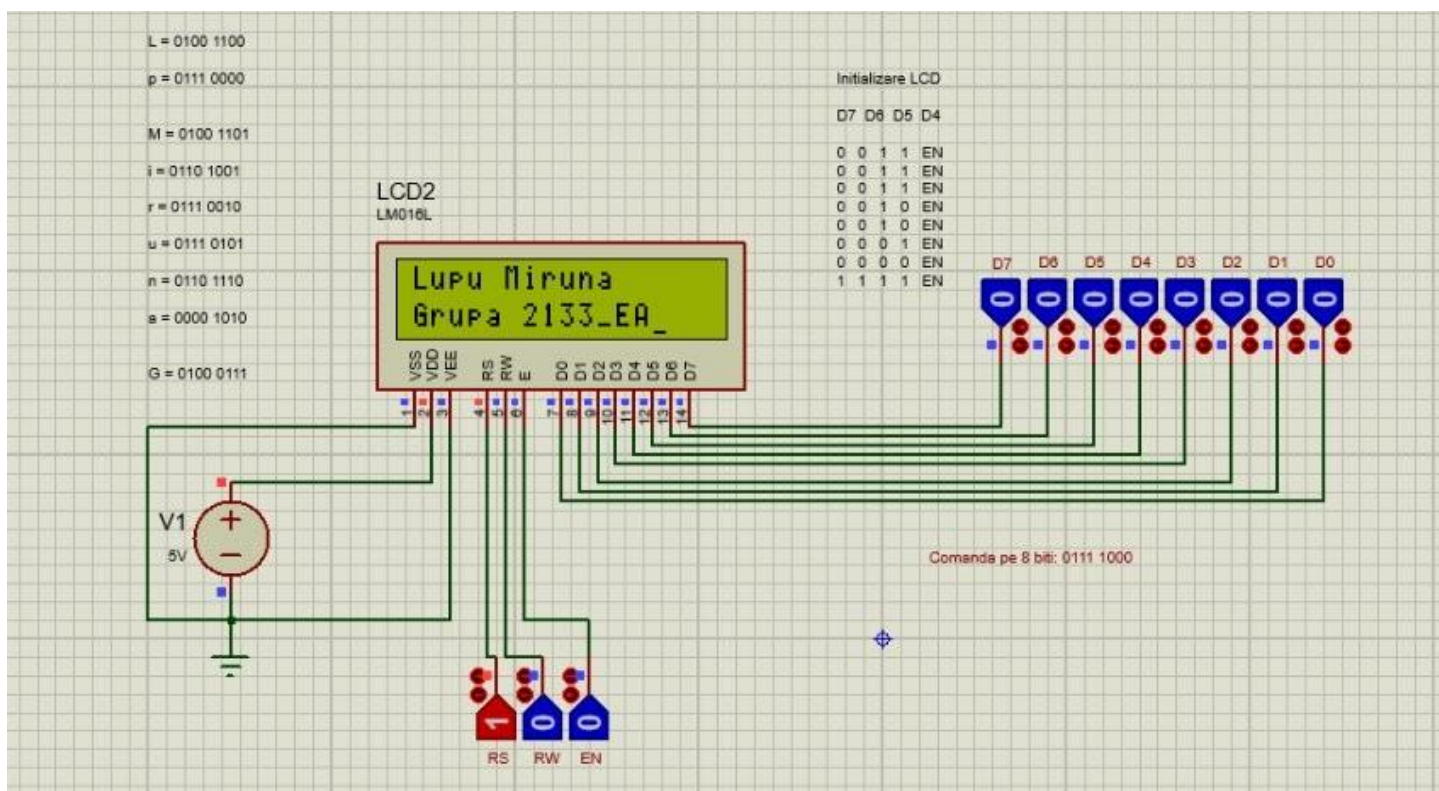 L = 0100 1100
p = 0111 0000
M = 0100 1101
i = 0110 1001
r = 0111 0010
u = 0111 0101
n = 0110 1110
a = 0000 1010
G = 0100 0111
LCD2
LM016L
Lupu Miruna
Grupa 2133_EA_
VSS VDD VEE RS RW E D0 D1 D2 D3 D4 D5 D6 D7
1 2 3 4 5 6 7 8 9 10 11 12 13 14
V1
5V
1 0 0
RS RW EN
Initializare LCD
D7 D6 D5 D4
0 0 1 1 EN
0 0 1 1 EN
0 0 1 1 EN
0 0 1 0 EN
0 0 1 0 EN
0 0 0 1 EN
0 0 0 0 EN
1 1 1 1 EN
D7 D6 D5 D4 D3 D2 D1 D0
0 0 0 0 0 0 0 0
Comanda pe 8 biti: 0111 1000